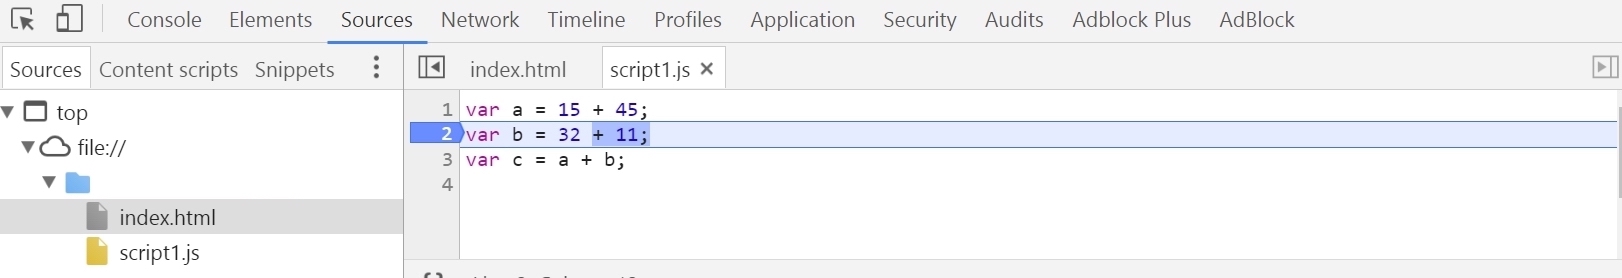 Console Elements Sources Network Timeline Profiles Application Security Audits Adblock Plus AdBlock
Sources Content scripts Snippets
index.html script1.js ×
top
file://
index.html
script1.js
1 var a = 15 + 45;
2 var b = 32 + 11;
3 var c = a + b;
4